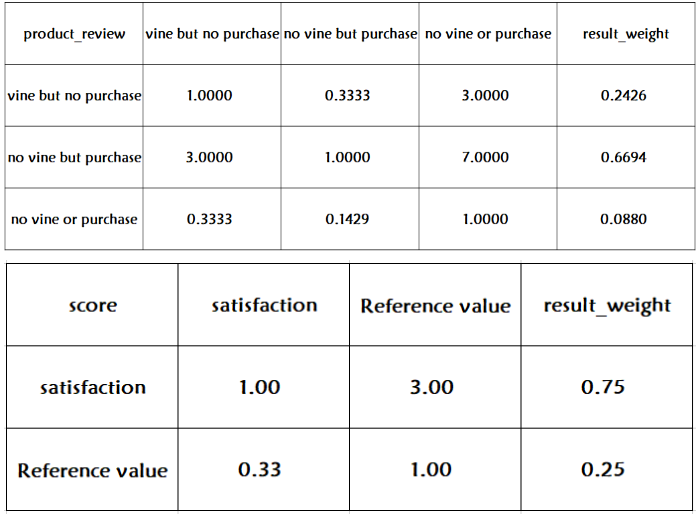 product_review vine but no purchase no vine but purchase no vine or purchase result_weight
vine but no purchase 1.0000 0.3333 3.0000 0.2426
no vine but purchase 3.0000 1.0000 7.0000 0.6694
no vine or purchase 0.3333 0.1429 1.0000 0.0880
score satisfaction Reference value result_weight
satisfaction 1.00 3.00 0.75
Reference value 0.33 1.00 0.25